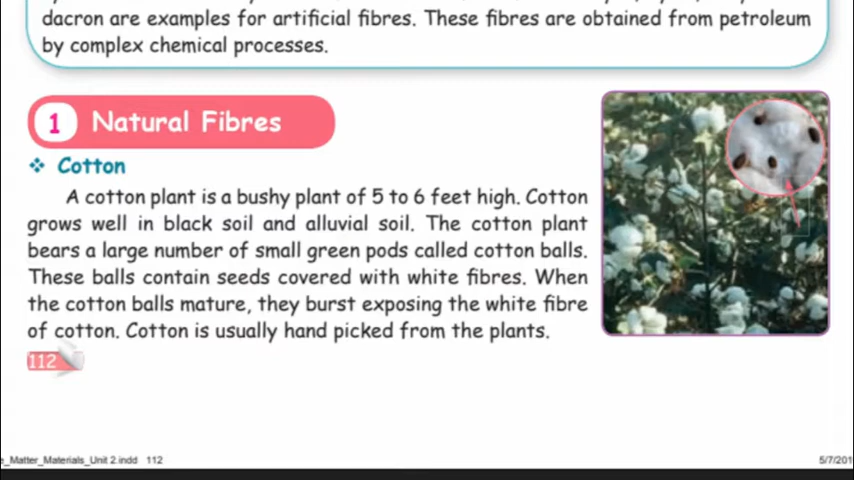 dacron are examples for artificial fibres. These fibres are obtained from petroleum
by complex chemical processes.
1 Natural Fibres
❖ Cotton
A cotton plant is a bushy plant of 5 to 6 feet high. Cotton
grows well in black soil and alluvial soil. The cotton plant
bears a large number of small green pods called cotton balls.
These balls contain seeds covered with white fibres. When
the cotton balls mature, they burst exposing the white fibre
of cotton. Cotton is usually hand picked from the plants.
112
e_Matter_Materials_Unit 2.indd 112
5/7/201